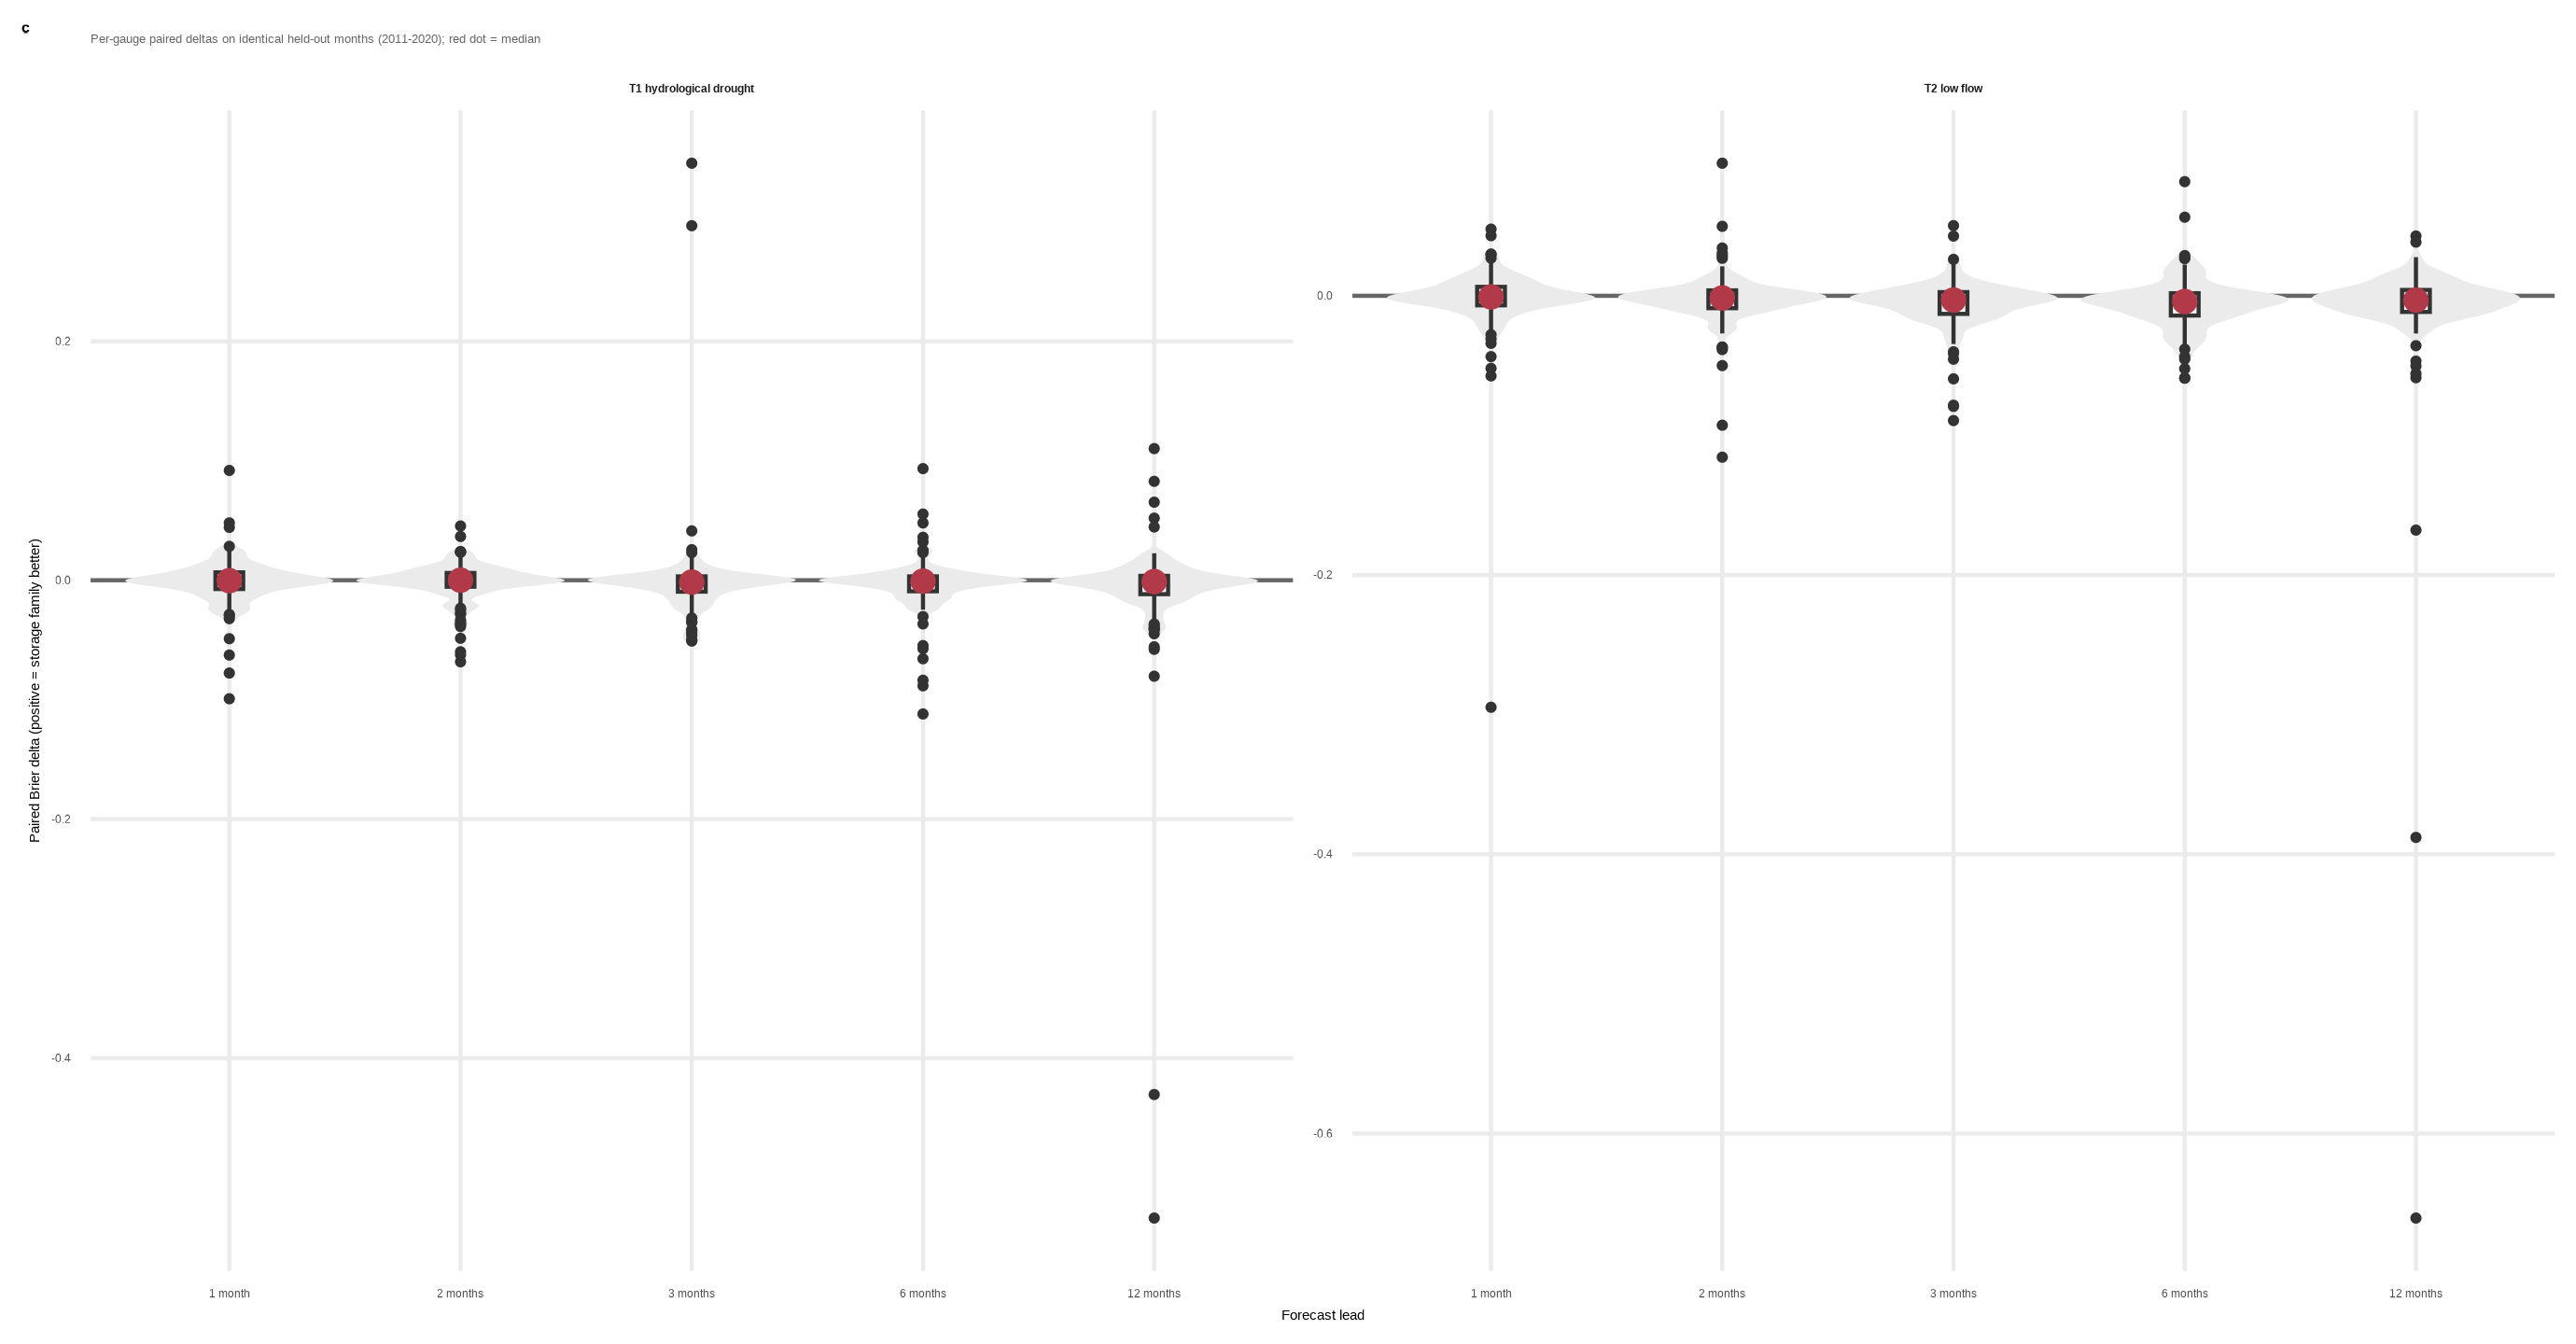 c
Per-gauge paired deltas on identical held-out months (2011-2020); red dot = median
T1 hydrological drought
T2 low flow
Paired Brier delta (positive = storage family better)
0.2
0.0
-0.2
-0.4
0.0
-0.2
-0.4
-0.6
1 month
2 months
3 months
6 months
12 months
1 month
2 months
3 months
6 months
12 months
Forecast lead